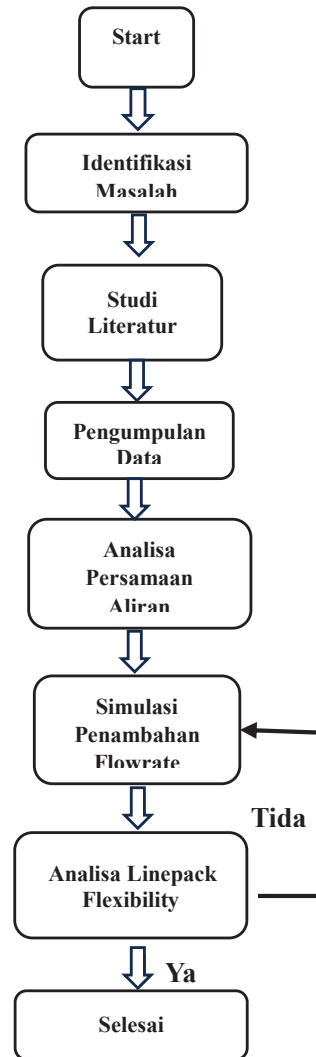 Start
Identifikasi
Masalah
Studi
Literatur
Pengumpulan
Data
Analisa
Persamaan
Aliran
Simulasi
Penambahan
Flowrate
Tida
Analisa Linepack
Flexibility
Ya
Selesai